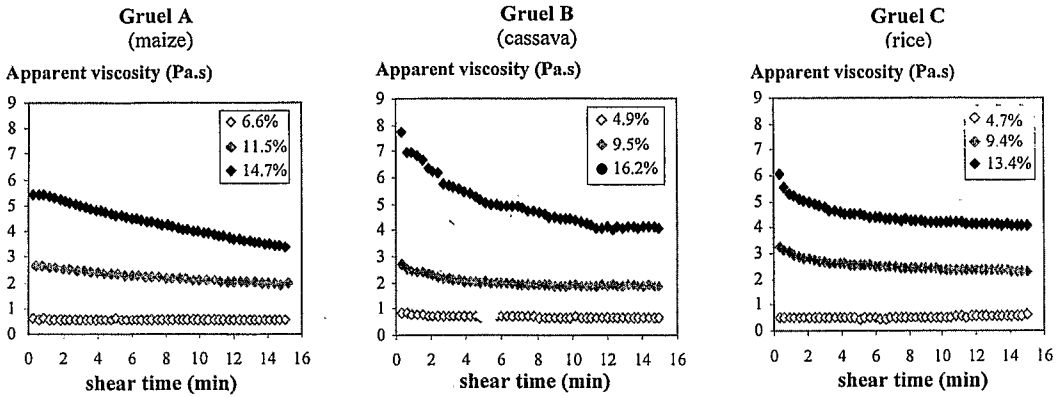 Gruel A
(maize)
Apparent viscosity (Pa.s)
9
8
7
6
5
4
3
2
1
0
◇ 6.6%
◈ 11.5%
◆ 14.7%
0 2 4 6 8 10 12 14 16
shear time (min)
Gruel B
(cassava)
Apparent viscosity (Pa.s)
9
8
7
6
5
4
3
2
1
0
◇ 4.9%
◈ 9.5%
● 16.2%
0 2 4 6 8 10 12 14 16
shear time (min)
Gruel C
(rice)
Apparent viscosity (Pa.s)
9
8
7
6
5
4
3
2
1
0
◇ 4.7%
◈ 9.4%
◆ 13.4%
0 2 4 6 8 10 12 14 16
shear time (min)